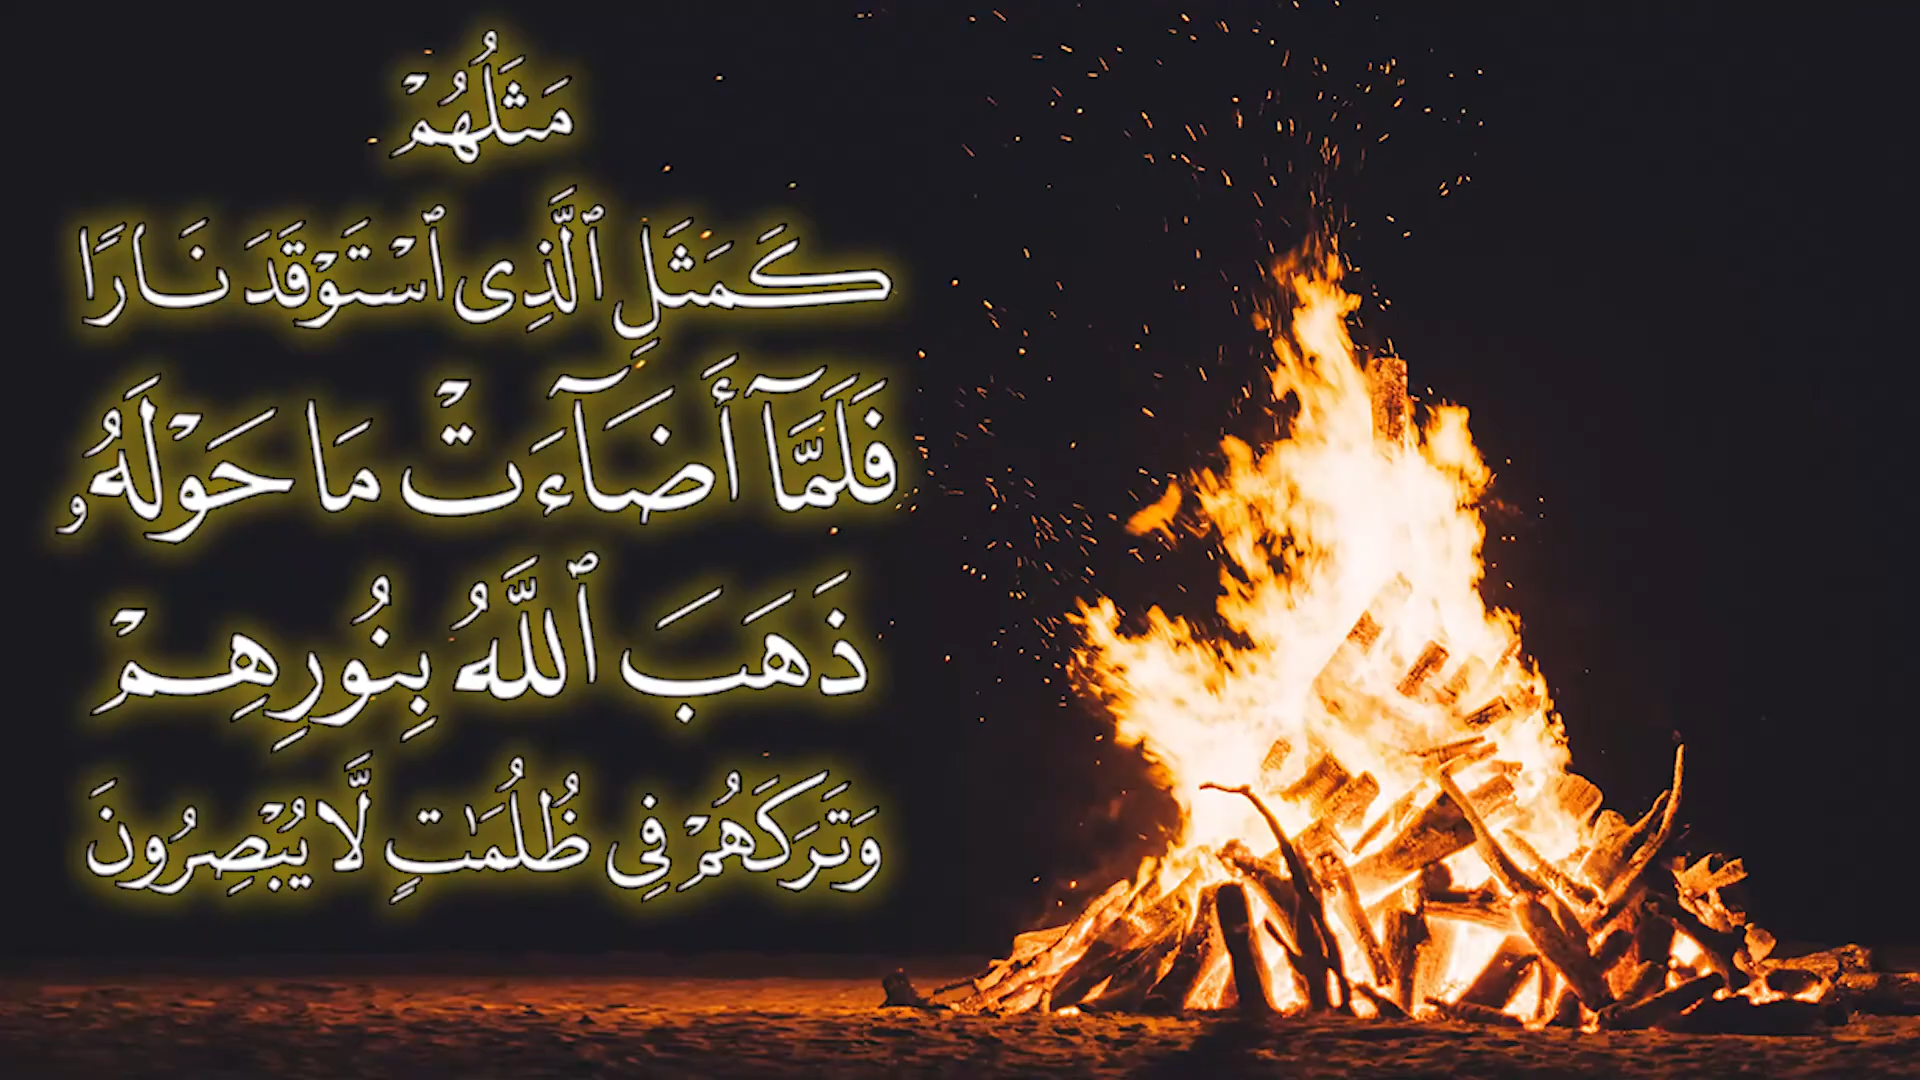 مَثَلُهُمْ
كَمَثَلِ ٱلَّذِى ٱسْتَوْقَدَ نَارًا
فَلَمَّآ أَضَآءَتْ مَا حَوْلَهُۥ
ذَهَبَ ٱللَّهُ بِنُورِهِمْ
وَتَرَكَهُمْ فِى ظُلُمَٰتٍ لَّا يُبْصِرُونَ